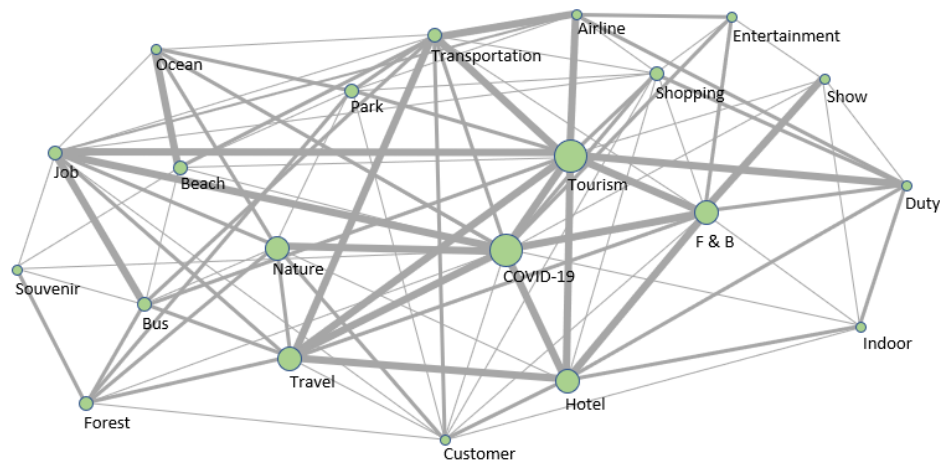 Airline
Entertainment
Transportation
Ocean
Shopping
Show
Park
Job
Beach
Tourism
Duty
F & B
Nature
COVID-19
Souvenir
Bus
Indoor
Travel
Hotel
Forest
Customer